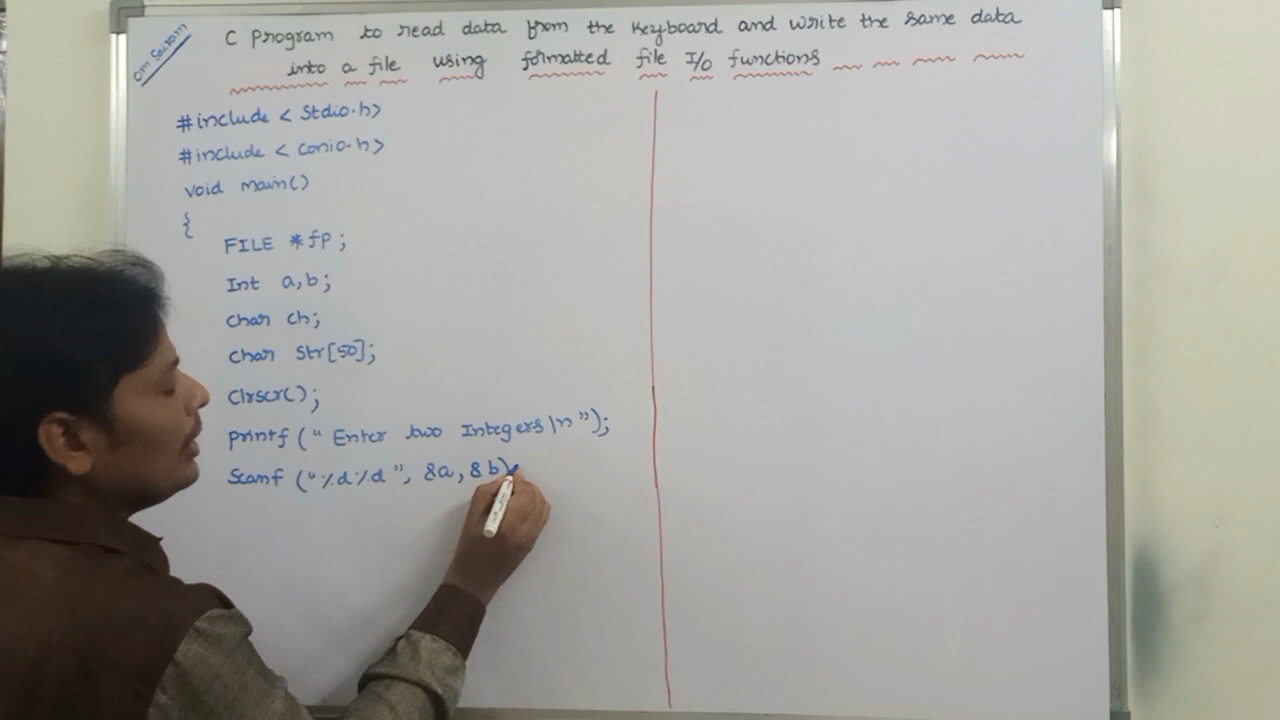 Om Sairam
C Program to read data from the Keyboard and write the same data
into a file using formatted file I/O functions
#include < Stdio.h>
#include < conio.h>
void main()
{
FILE *fp;
Int a,b;
char ch;
char Str[50];
Clrscr();
printf (" Enter two Integers \n ");
Scanf ("%d%d", &a, &b)